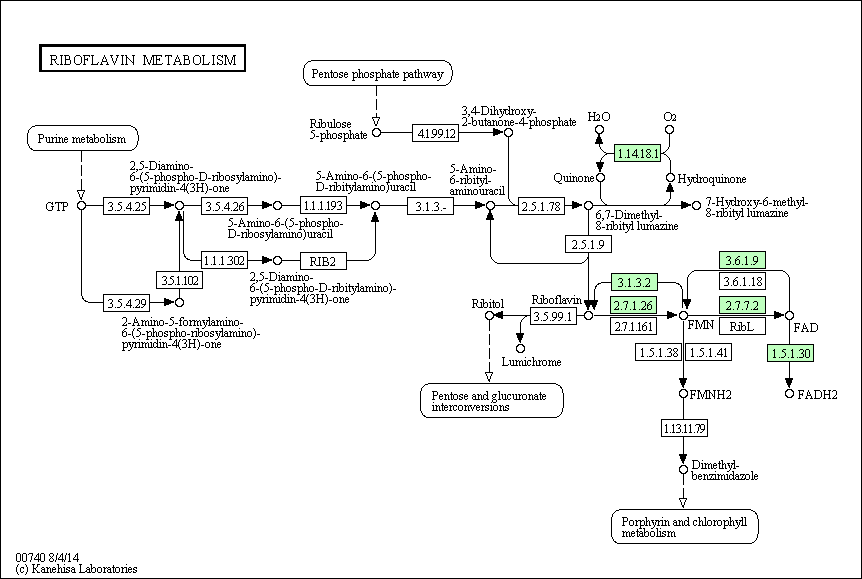 RIBOFLAVIN METABOLISM
Pentose phosphate pathway
Ribulose
5-phosphate
4.1.99.12
3,4-Dihydroxy-
2-butanone-4-phosphate
H2O
O2
1.14.18.1
Quinone
Hydroquinone
Purine metabolism
2,5-Diamino-
6-(5-phospho-D-ribosylamino)-
pyrimidin-4(3H)-one
5-Amino-6-(5-phospho-
D-ribitylamino)uracil
5-Amino-
6-ribityl-
aminouracil
GTP
3.5.4.25
3.5.4.26
1.1.1.193
3.1.3.-
2.5.1.78
7-Hydroxy-6-methyl-
8-ribityl lumazine
5-Amino-6-(5-phospho-
D-ribosylamino)uracil
6,7-Dimethyl-
8-ribityl lumazine
2.5.1.9
1.1.1.302
RIB2
3.5.1.102
2,5-Diamino-
6-(5-phospho-D-ribitylamino)-
pyrimidin-4(3H)-one
3.5.4.29
2-Amino-5-formylamino-
6-(5-phospho-ribosylamino)-
pyrimidin-4(3H)-one
3.6.1.9
3.6.1.18
3.1.3.2
Ribitol
Riboflavin
2.7.1.26
2.7.7.2
3.5.99.1
2.7.1.161
FMN
RibL
FAD
Lumichrome
1.5.1.38
1.5.1.41
1.5.1.30
Pentose and glucuronate
interconversions
FMNH2
FADH2
1.13.11.79
Dimethyl-
benzimidazole
Porphyrin and chlorophyll
metabolism
00740 8/4/14
(c) Kanehisa Laboratories